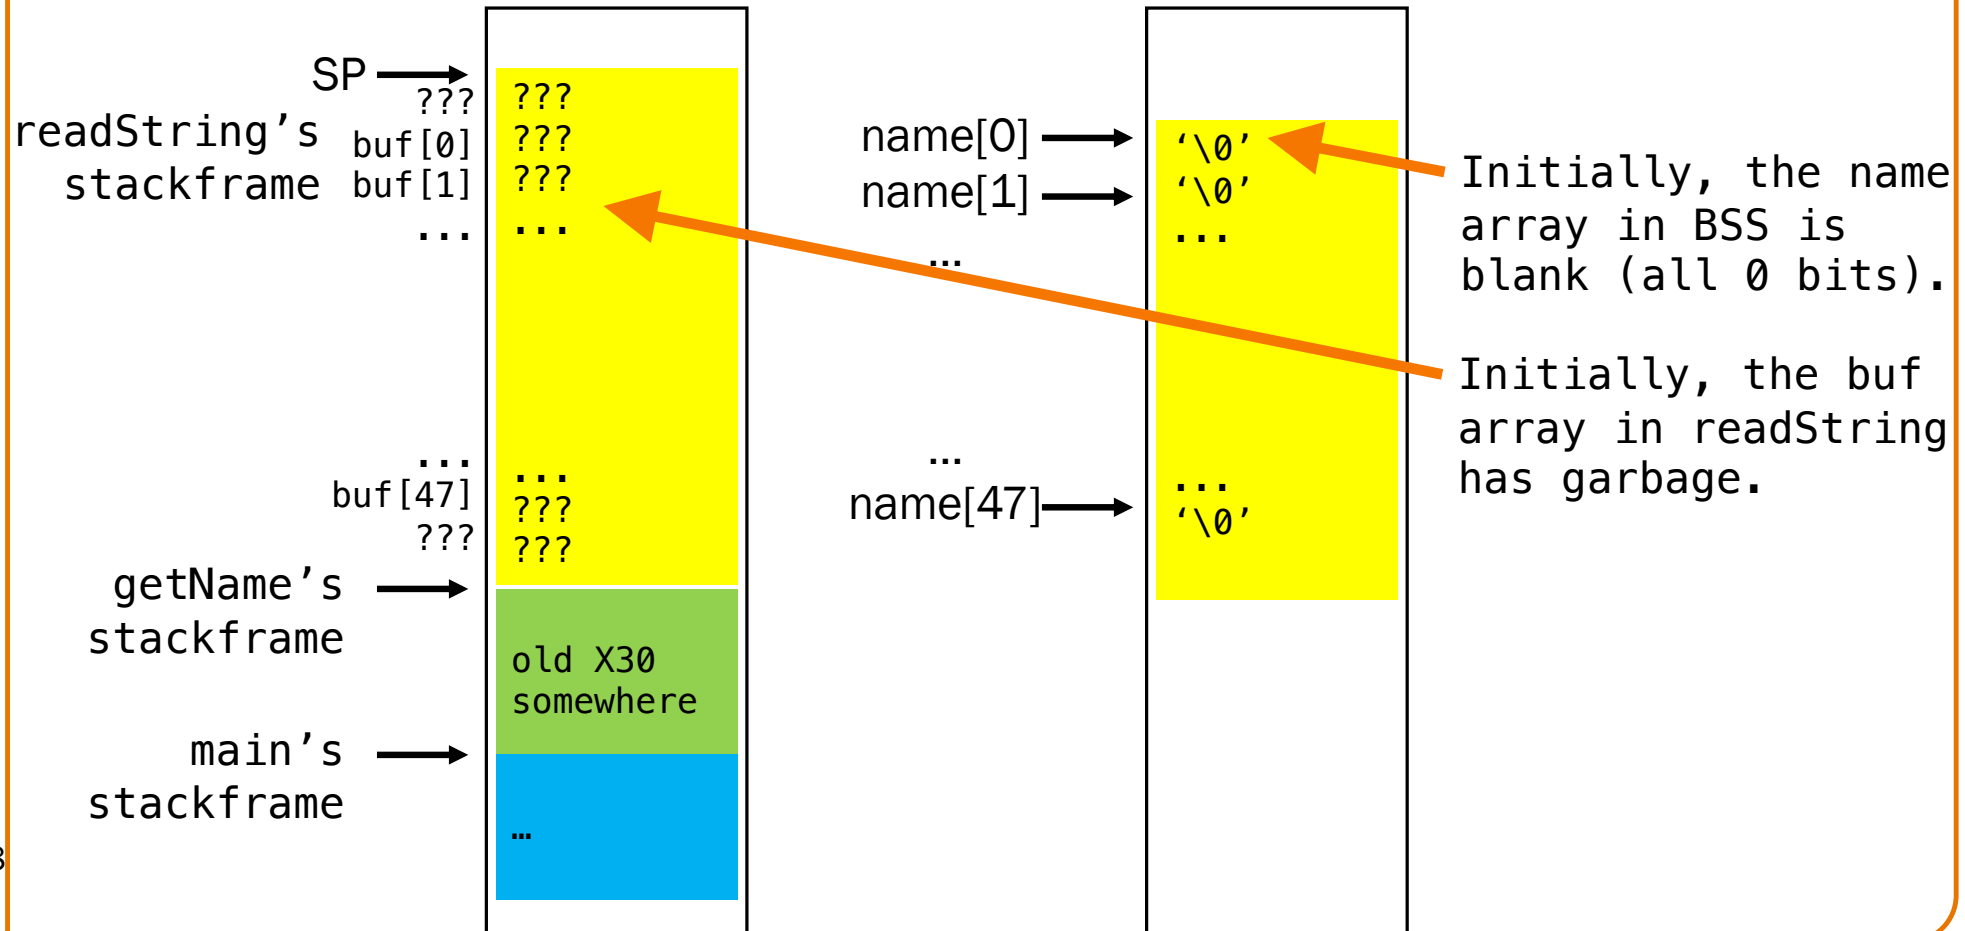 SP
???
readString’s
stackframe
buf[0]
buf[1]
...
...
buf[47]
???
getName’s
stackframe
main’s
stackframe
???
???
???
...
...
???
???
old X30
somewhere
…
name[0]
name[1]
...
...
name[47]
‘\0’
‘\0’
...
...
‘\0’
Initially, the name
array in BSS is
blank (all 0 bits).
Initially, the buf
array in readString
has garbage.